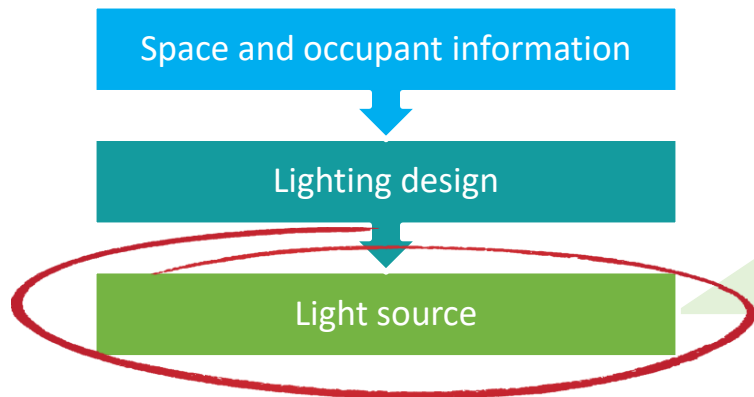 Space and occupant information
Lighting design
Light source